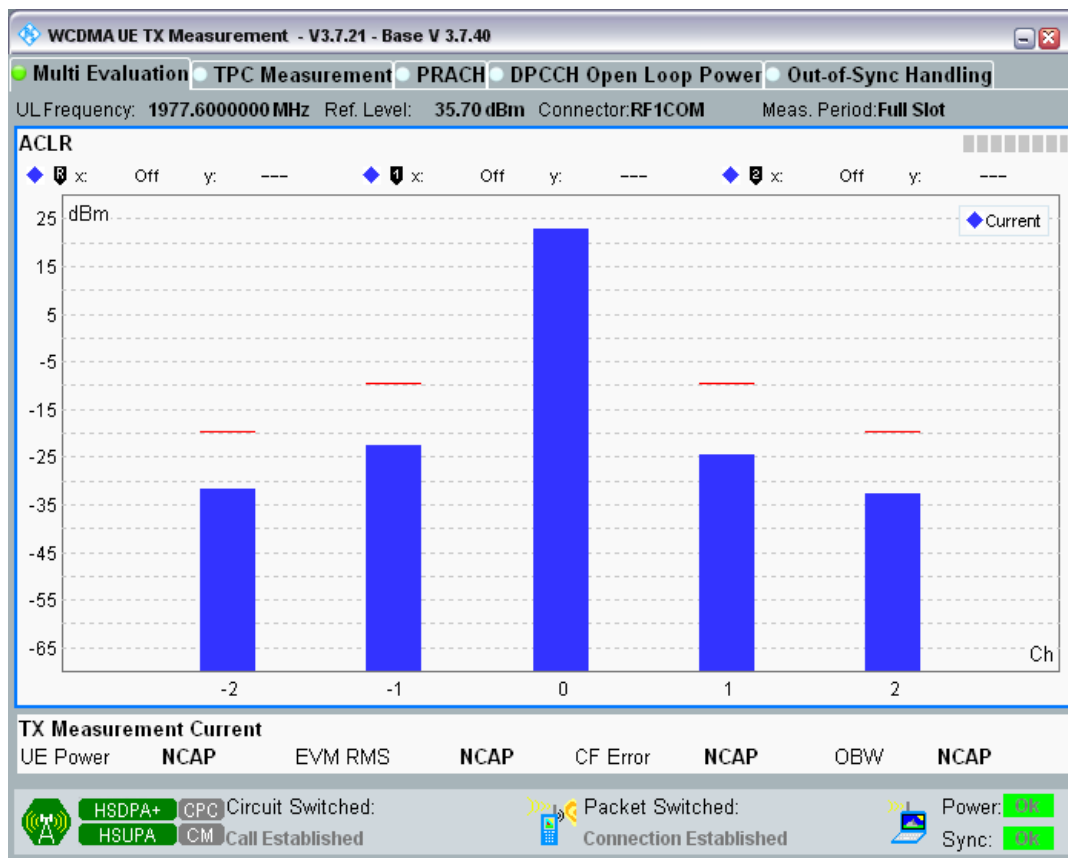 WCDMA UE TX Measurement - V3.7.21 - Base V 3.7.40
Multi Evaluation TPC Measurement PRACH DPCCH Open Loop Power Out-of-Sync Handling
UL Frequency: 1977.6000000 MHz Ref. Level: 35.70 dBm Connector:RF1COM Meas. Period:Full Slot
ACLR
R x: Off y: --- 1 x: Off y: --- 2 x: Off y: ---
dBm
Current
25
15
5
-5
-15
-25
-35
-45
-55
-65
Ch
-2 -1 0 1 2
TX Measurement Current
UE Power NCAP EVM RMS NCAP CF Error NCAP OBW NCAP
HSDPA+ CPC Circuit Switched: Packet Switched: Power: OK
HSUPA CM Call Established Connection Established Sync: OK